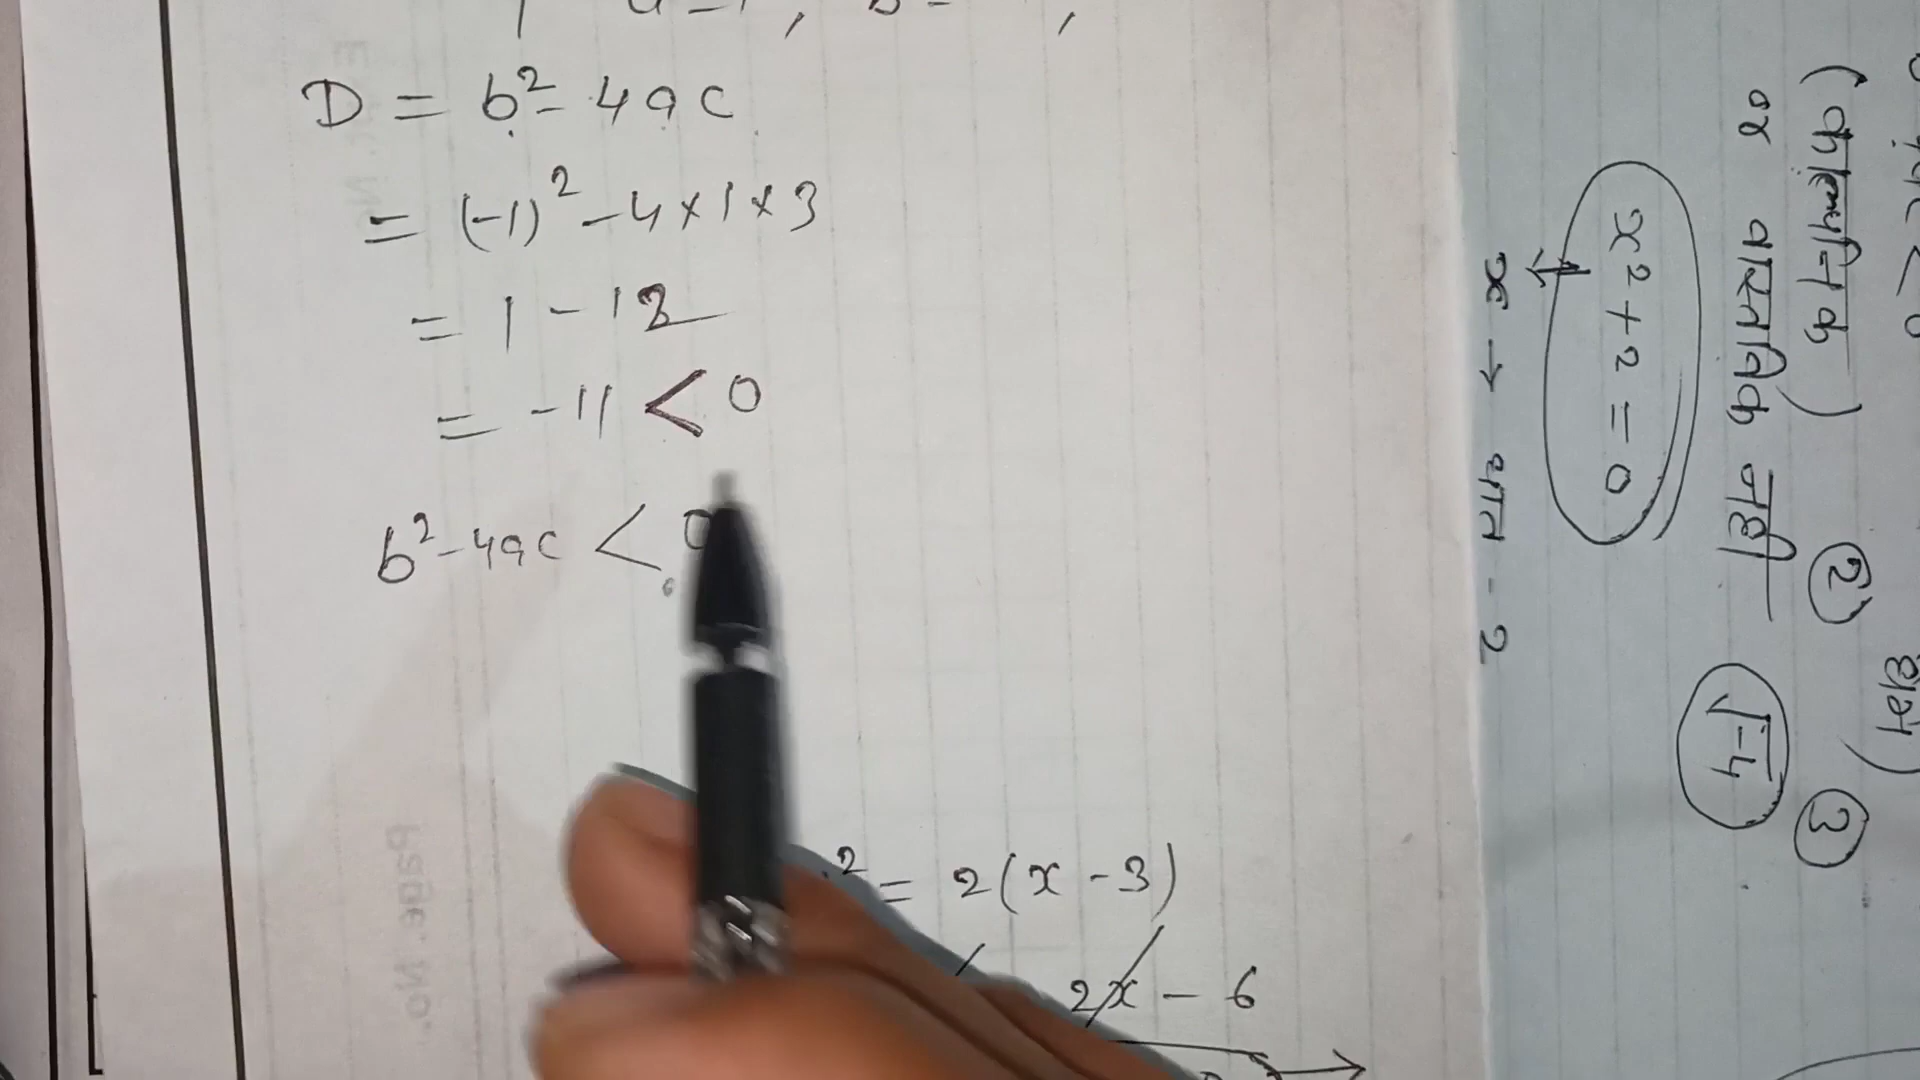 D = b² - 4ac
= (-1)² - 4 × 1 × 3
= 1 - 12
= -11 < 0
b² - 4ac < 0
² = 2(x - 3)
2x - 6
(काल्पनिक)
व वास्तविक नहीं
x² + 2 = 0
x → घात - 2
②
√-4
③